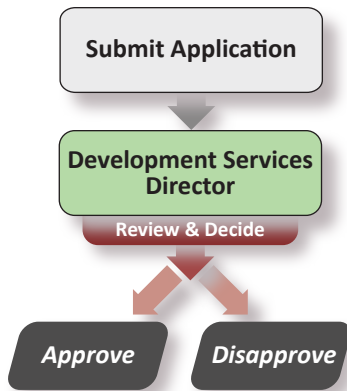 Submit Application
Development Services
Director
Review & Decide
Approve
Disapprove